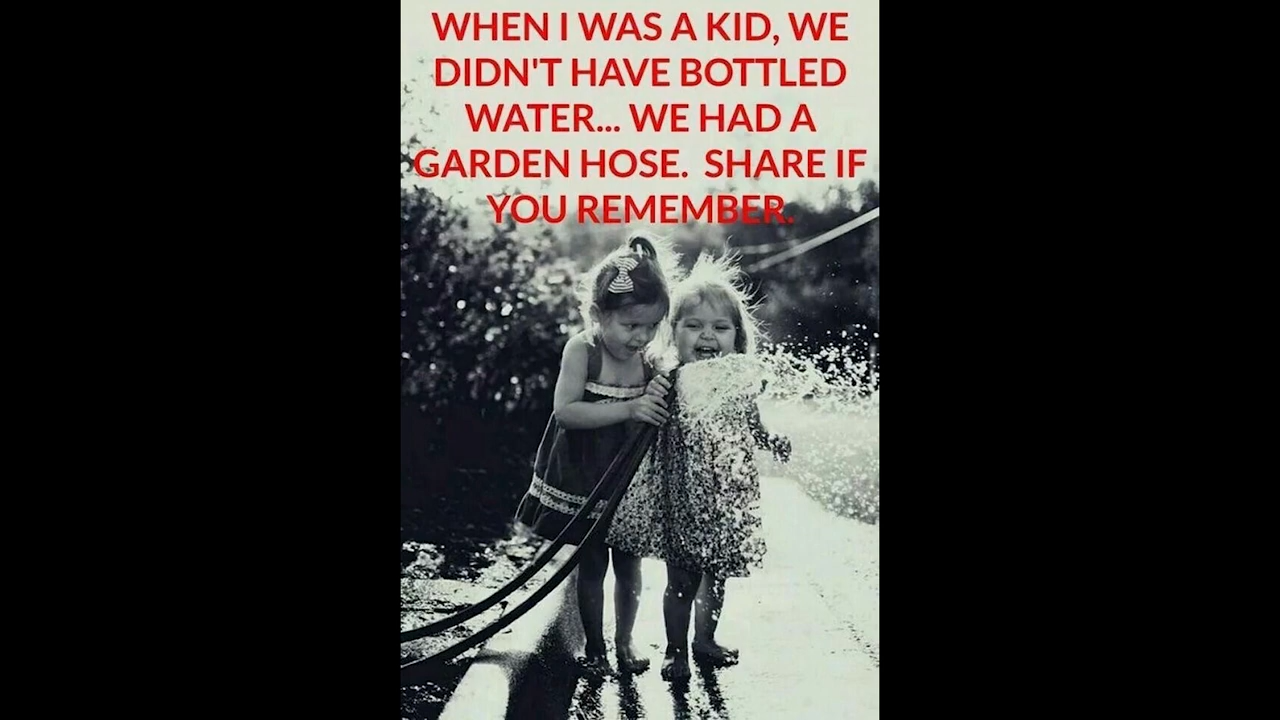 WHEN I WAS A KID, WE
DIDN'T HAVE BOTTLED
WATER... WE HAD A
GARDEN HOSE. SHARE IF
YOU REMEMBER.